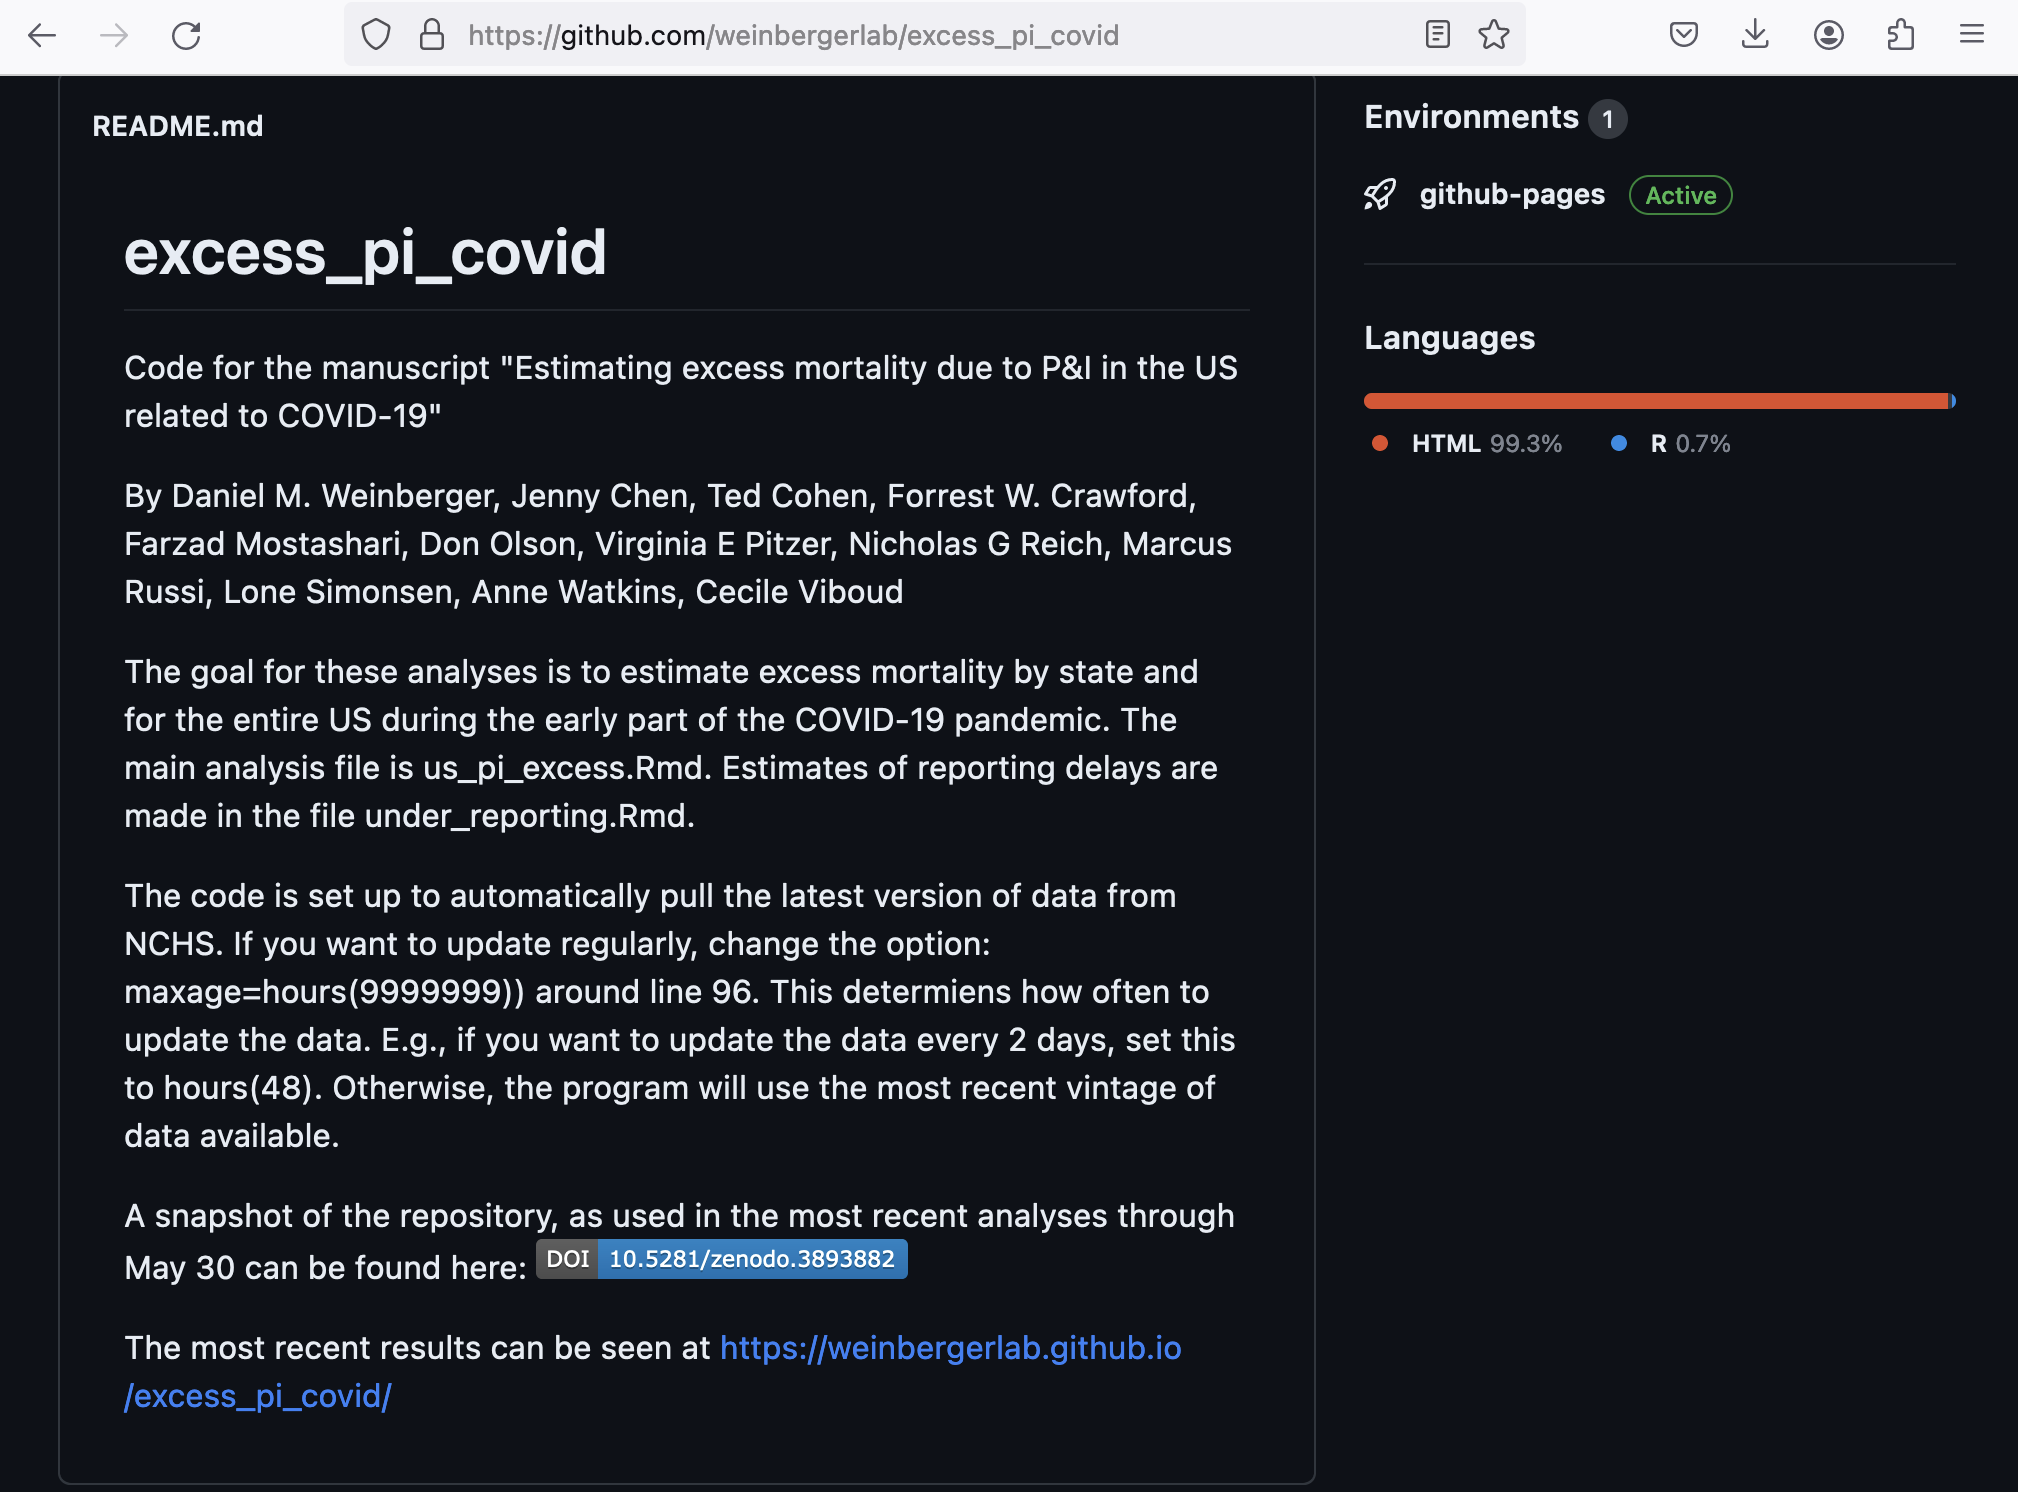 https://github.com/weinbergerlab/excess_pi_covid
README.md
excess_pi_covid
Code for the manuscript "Estimating excess mortality due to P&I in the US
related to COVID-19"
By Daniel M. Weinberger, Jenny Chen, Ted Cohen, Forrest W. Crawford,
Farzad Mostashari, Don Olson, Virginia E Pitzer, Nicholas G Reich, Marcus
Russi, Lone Simonsen, Anne Watkins, Cecile Viboud
The goal for these analyses is to estimate excess mortality by state and
for the entire US during the early part of the COVID-19 pandemic. The
main analysis file is us_pi_excess.Rmd. Estimates of reporting delays are
made in the file under_reporting.Rmd.
The code is set up to automatically pull the latest version of data from
NCHS. If you want to update regularly, change the option:
maxage=hours(9999999)) around line 96. This determiens how often to
update the data. E.g., if you want to update the data every 2 days, set this
to hours(48). Otherwise, the program will use the most recent vintage of
data available.
A snapshot of the repository, as used in the most recent analyses through
May 30 can be found here: DOI 10.5281/zenodo.3893882
The most recent results can be seen at https://weinbergerlab.github.io
/excess_pi_covid/
Environments 1
github-pages Active
Languages
HTML 99.3% R 0.7%